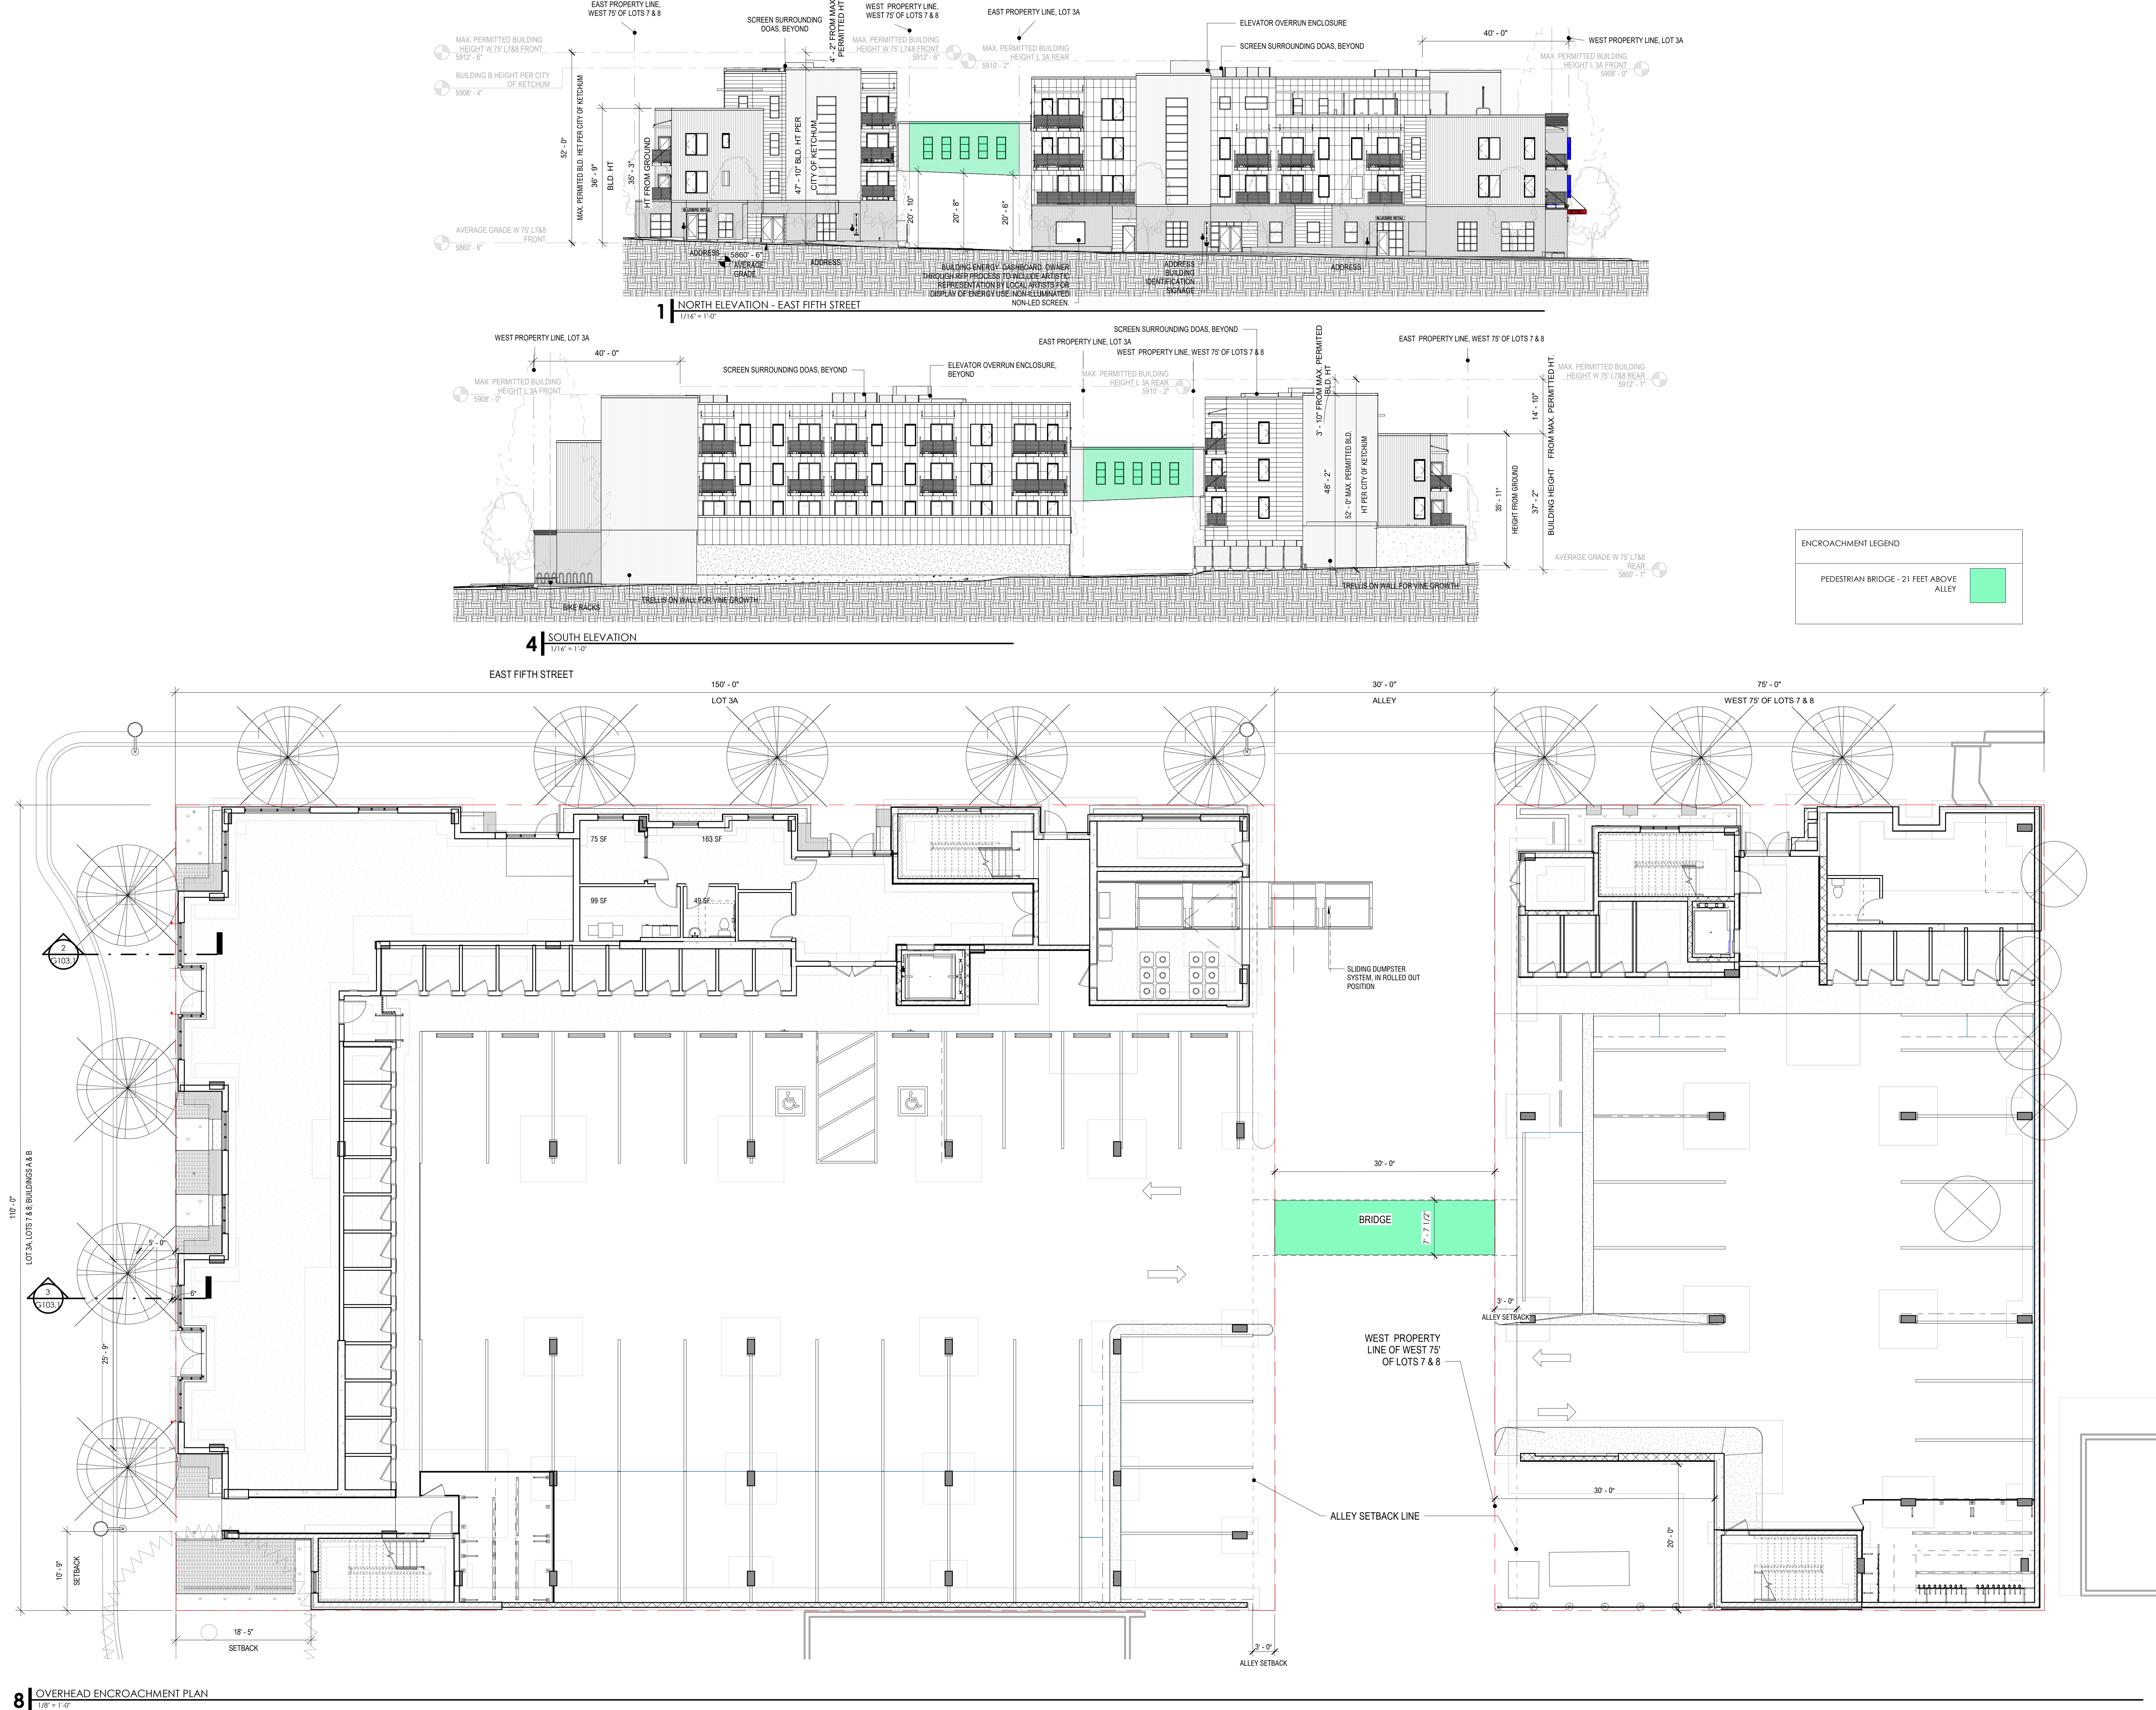 EAST PROPERTY LINE,
WEST 75' OF LOTS 7 & 8
SCREEN SURROUNDING
DOAS, BEYOND
4' - 2" FROM MAX.
PERMITTED HT
WEST PROPERTY LINE,
WEST 75' OF LOTS 7 & 8
EAST PROPERTY LINE, LOT 3A
ELEVATOR OVERRUN ENCLOSURE
SCREEN SURROUNDING DOAS, BEYOND
40' - 0"
WEST PROPERTY LINE, LOT 3A
MAX. PERMITTED BUILDING
HEIGHT W 75' L7&8 FRONT
5912' - 6"
BUILDING B HEIGHT PER CITY
OF KETCHUM
5908' - 4"
MAX. PERMITTED BUILDING
HEIGHT W 75' L7&8 FRONT
5912' - 6"
MAX. PERMITTED BUILDING
HEIGHT L 3A REAR
5910' - 2"
MAX. PERMITTED BUILDING
HEIGHT L 3A FRONT
5908' - 0"
52' - 0"
MAX. PERMITED BLD. HET PER CITY OF KETCHUM
36' - 9"
BLD. HT
35' - 3"
HT FROM GROUND
47' - 10" BLD. HT PER
CITY OF KETCHUM
20' - 10"
20' - 8"
20' - 6"
BLUEBIRD RETAIL
BLUEBIRD RETAIL
AVERAGE GRADE W 75' L7&8
FRONT
5860' - 6"
ADDRESS
5860' - 6"
AVERAGE
GRADE
ADDRESS
BUILDING ENERGY DASHBOARD. OWNER
THROUGH RFP PROCESS TO INCLUDE ARTISTIC
REPRESENTATION BY LOCAL ARTISTS FOR
DISPLAY OF ENERGY USE. NON-ILLUMINATED
NON-LED SCREEN.
ADDRESS
BUILDING
IDENTIFICATION
SIGNAGE
ADDRESS
1
NORTH ELEVATION - EAST FIFTH STREET
1/16" = 1'-0"
WEST PROPERTY LINE, LOT 3A
40' - 0"
SCREEN SURROUNDING DOAS, BEYOND
ELEVATOR OVERRUN ENCLOSURE,
BEYOND
EAST PROPERTY LINE, LOT 3A
SCREEN SURROUNDING DOAS, BEYOND
WEST PROPERTY LINE, WEST 75' OF LOTS 7 & 8
EAST PROPERTY LINE, WEST 75' OF LOTS 7 & 8
MAX. PERMITTED BUILDING
HEIGHT L 3A FRONT
5908' - 0"
MAX. PERMITTED BUILDING
HEIGHT L 3A REAR
5910' - 2"
3' - 10" FROM MAX. PERMITTED
BLD. HT
48' - 2"
52' - 0" MAX. PERMITTED BLD.
HT PER CITY OF KETCHUM
35' - 11"
HEIGHT FROM GROUND
14' - 10"
FROM MAX. PERMITTED HT.
37' - 2"
BUILDING HEIGHT
MAX. PERMITTED BUILDING
HEIGHT W 75' L7&8 REAR
5912' - 1"
AVERAGE GRADE W 75' L7&8
REAR
5860' - 1"
BIKE RACKS
TRELLIS ON WALL FOR VINE GROWTH
TRELLIS ON WALL FOR VINE GROWTH
4
SOUTH ELEVATION
1/16" = 1'-0"
ENCROACHMENT LEGEND
PEDESTRIAN BRIDGE - 21 FEET ABOVE
ALLEY
EAST FIFTH STREET
150' - 0"
LOT 3A
30' - 0"
ALLEY
75' - 0"
WEST 75' OF LOTS 7 & 8
75 SF
163 SF
99 SF
49 SF
SLIDING DUMPSTER
SYSTEM, IN ROLLED OUT
POSITION
2
G103.1
3
G103.1
110' - 0"
LOT 3A, LOTS 7 & 8; BUILDINGS A & B
5' - 0"
6"
25' - 9"
30' - 0"
BRIDGE
7' - 7 1/2"
3' - 0"
ALLEY SETBACK
WEST PROPERTY
LINE OF WEST 75'
OF LOTS 7 & 8
ALLEY SETBACK LINE
30' - 0"
20' - 0"
10' - 9"
SETBACK
18' - 5"
SETBACK
3' - 0"
ALLEY SETBACK
8
OVERHEAD ENCROACHMENT PLAN
1/8" = 1'-0"